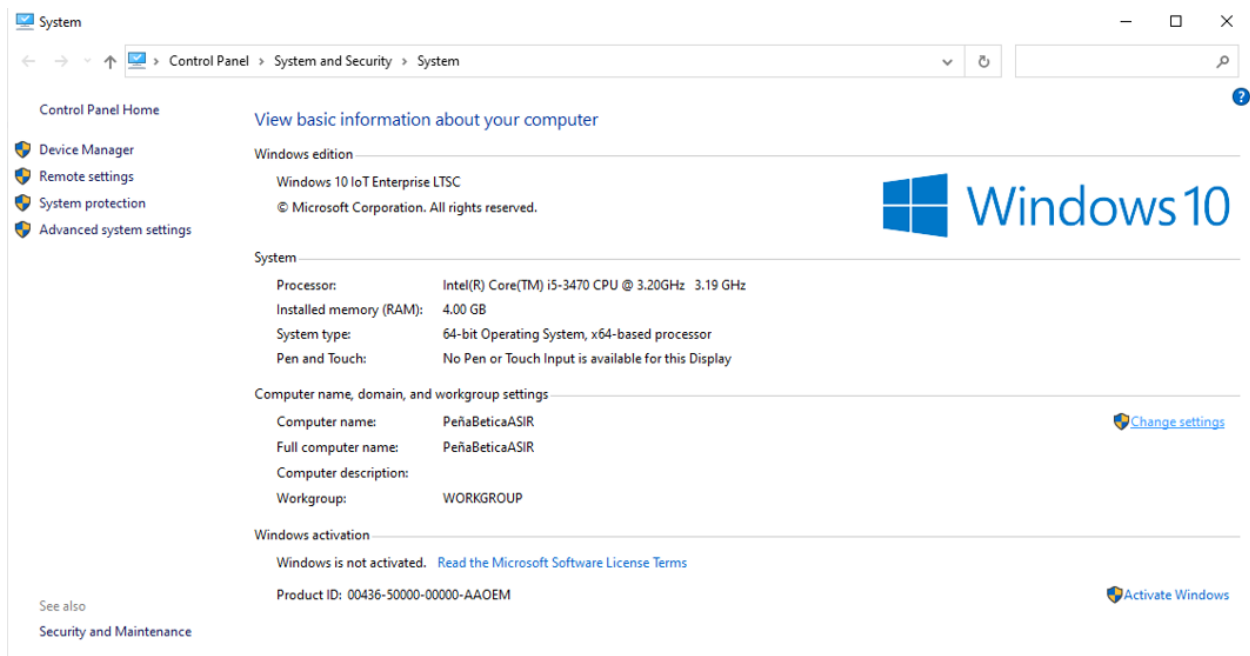 System
Control Panel > System and Security > System
Control Panel Home
Device Manager
Remote settings
System protection
Advanced system settings
See also
Security and Maintenance
View basic information about your computer
Windows edition
Windows 10 IoT Enterprise LTSC
© Microsoft Corporation. All rights reserved.
Windows 10
System
Processor: Intel(R) Core(TM) i5-3470 CPU @ 3.20GHz 3.19 GHz
Installed memory (RAM): 4.00 GB
System type: 64-bit Operating System, x64-based processor
Pen and Touch: No Pen or Touch Input is available for this Display
Computer name, domain, and workgroup settings
Computer name: PeñaBeticaASIR
Change settings
Full computer name: PeñaBeticaASIR
Computer description:
Workgroup: WORKGROUP
Windows activation
Windows is not activated. Read the Microsoft Software License Terms
Product ID: 00436-50000-00000-AAOEM
Activate Windows